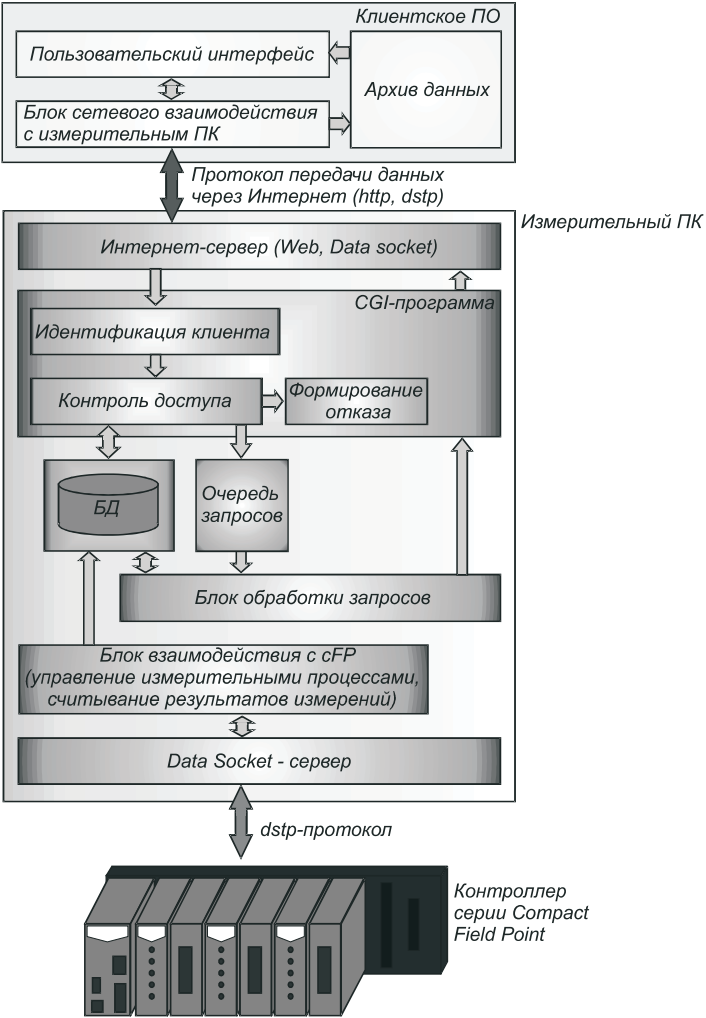 Клиентское ПО
Пользовательский интерфейс
Архив данных
Блок сетевого взаимодействия
с измерительным ПК
Протокол передачи данных
через Интернет (http, dstp)
Измерительный ПК
Интернет-сервер (Web, Data socket)
CGI-программа
Идентификация клиента
Контроль доступа
Формирование
отказа
БД
Очередь
запросов
Блок обработки запросов
Блок взаимодействия с cFP
(управление измерительными процессами,
считывание результатов измерений)
Data Socket - сервер
dstp-протокол
Контроллер
серии Compact
Field Point